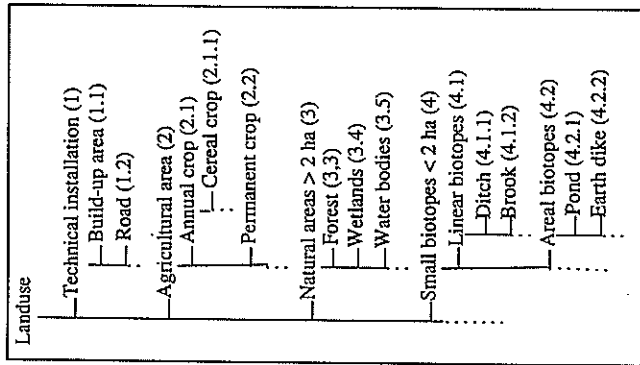 Landuse
Technical installation (1)
Build-up area (1.1)
Road (1.2)
Agricultural area (2)
Annual crop (2.1)
Cereal crop (2.1.1)
Permanent crop (2.2)
Natural areas > 2 ha (3)
Forest (3,3)
Wetlands (3.4)
Water bodies (3.5)
Small biotopes < 2 ha (4)
Linear biotopes (4.1)
Ditch (4.1.1)
Brook (4.1.2)
Areal biotopes (4.2)
Pond (4.2.1)
Earth dike (4.2.2)